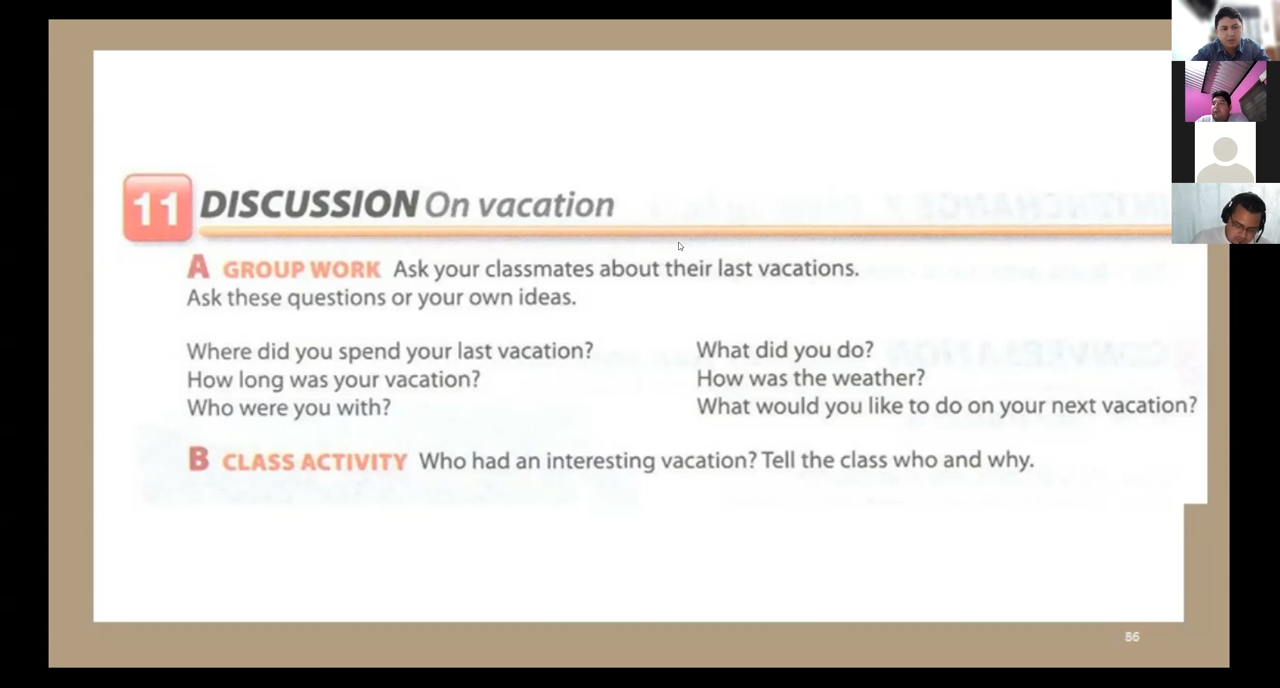 11 DISCUSSION On vacation
A GROUP WORK Ask your classmates about their last vacations.
Ask these questions or your own ideas.
Where did you spend your last vacation?
How long was your vacation?
Who were you with?
What did you do?
How was the weather?
What would you like to do on your next vacation?
B CLASS ACTIVITY Who had an interesting vacation? Tell the class who and why.
86